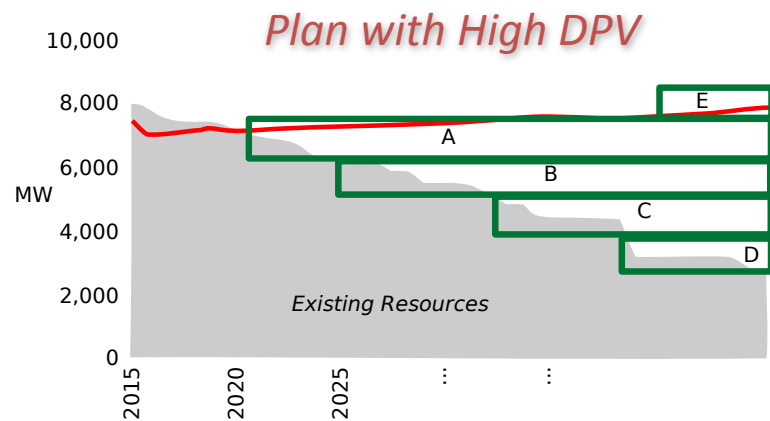 Plan with High DPV
10,000
8,000
6,000
4,000
2,000
0
MW
E
A
B
C
D
Existing Resources
2015
2020
2025
...
...